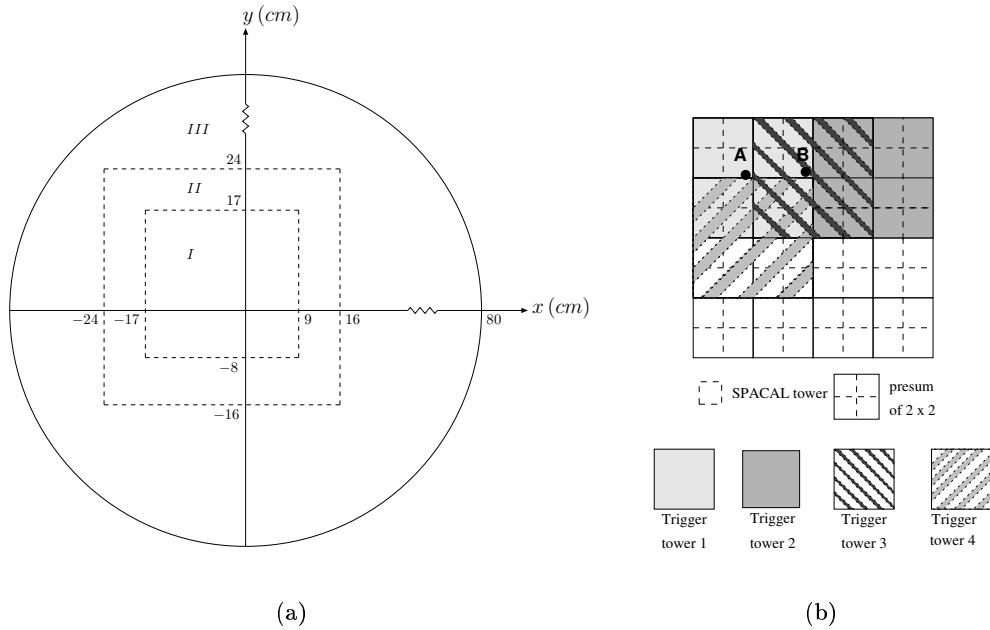 y (cm)
III
24
II
17
I
x (cm)
−24
−17
9
16
80
−8
−16
(a)
A
B
SPACAL tower
presum
of 2 x 2
Trigger
tower 1
Trigger
tower 2
Trigger
tower 3
Trigger
tower 4
(b)